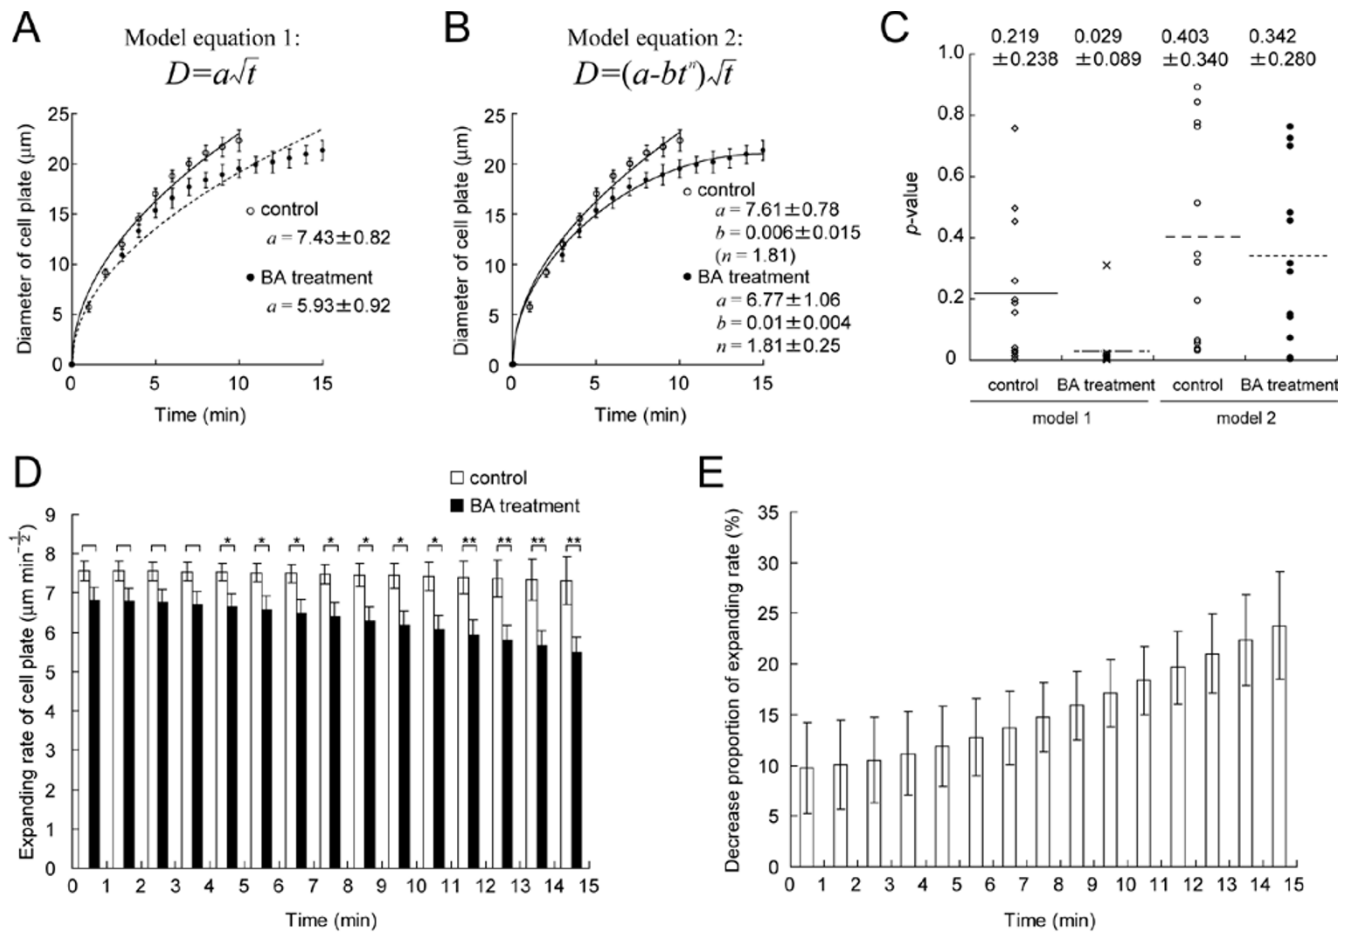 A
Model equation 1:
D=a√t
Diameter of cell plate (μm)
25
20
15
10
5
0
0 5 10 15
Time (min)
control
a = 7.43±0.82
BA treatment
a = 5.93±0.92
B
Model equation 2:
D=(a-btⁿ)√t
Diameter of cell plate (μm)
25
20
15
10
5
0
0 5 10 15
Time (min)
control
a = 7.61±0.78
b = 0.006±0.015
(n = 1.81)
BA treatment
a = 6.77±1.06
b = 0.01±0.004
n = 1.81±0.25
C
0.219 0.029 0.403 0.342
±0.238 ±0.089 ±0.340 ±0.280
p-value
1.0
0.8
0.6
0.4
0.2
0
control BA treatment control BA treatment
model 1 model 2
D
control
BA treatment
Expanding rate of cell plate (μm min⁻½)
9
8
7
6
5
4
3
2
1
0
* * * * * * * ** ** ** **
0 1 2 3 4 5 6 7 8 9 10 11 12 13 14 15
Time (min)
E
Decrease proportion of expanding rate (%)
35
30
25
20
15
10
5
0
0 1 2 3 4 5 6 7 8 9 10 11 12 13 14 15
Time (min)